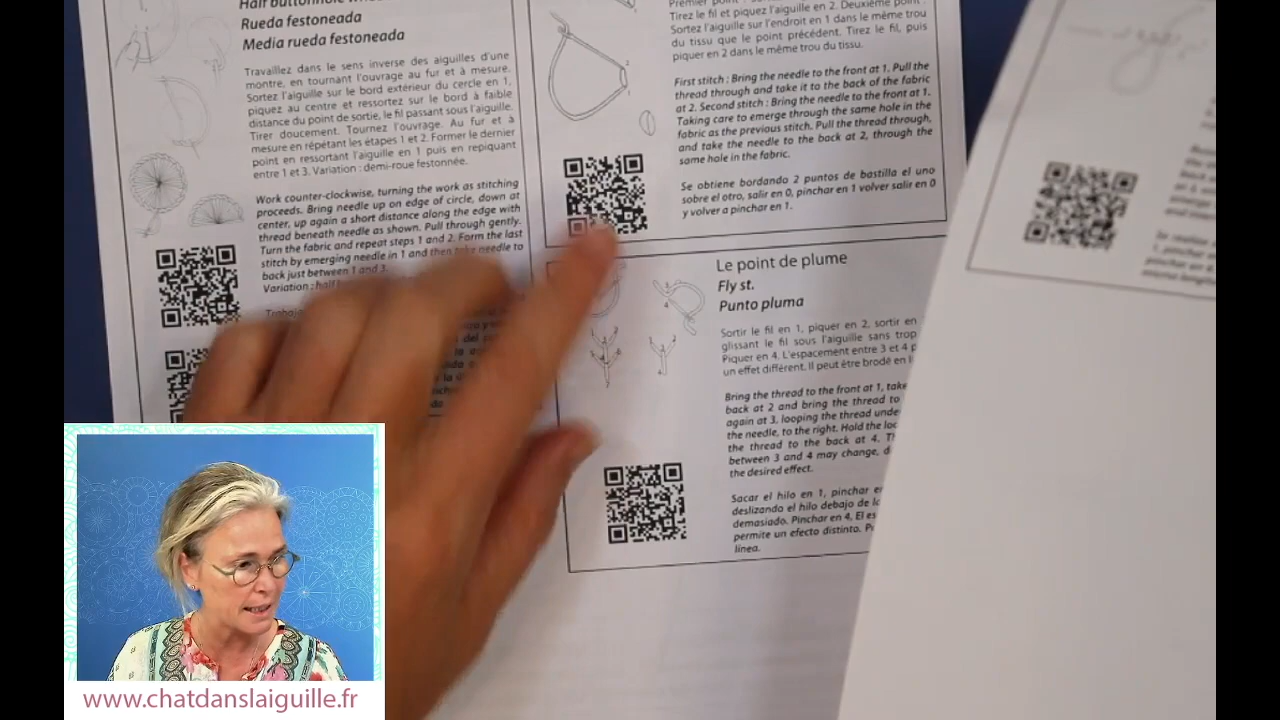 Half buttonhole
Rueda festoneada
Media rueda festoneada
Travaillez dans le sens inverse des aiguilles d'une
montre, en tournant l'ouvrage au fur et à mesure.
Sortez l'aiguille sur le bord extérieur du cercle en 1,
piquez au centre et ressortez sur le bord à faible
distance du point de sortie, le fil passant sous l'aiguille.
Tirer doucement. Tournez l'ouvrage. Au fur et à
mesure en répétant les étapes 1 et 2. Former le dernier
point en ressortant l'aiguille en 1 puis en repiquant
entre 1 et 3. Variation : demi-roue festonnée.
Work counter-clockwise, turning the work as stitching
proceeds. Bring needle up on edge of circle, down at
center, up again a short distance along the edge with
thread beneath needle as shown. Pull through gently.
Turn the fabric and repeat steps 1 and 2. Form the last
stitch by emerging needle in 1 and then take needle to
back just between 1 and 3.
Variation : half
Premier point :
Tirez le fil et piquez l'aiguille en 2. Deuxième point :
Sortez l'aiguille sur l'endroit en 1 dans le même trou
du tissu que le point précédent. Tirez le fil, puis
piquer en 2 dans le même trou du tissu.
First stitch : Bring the needle to the front at 1. Pull the
thread through and take it to the back of the fabric
at 2. Second stitch : Bring the needle to the front at 1.
Taking care to emerge through the same hole in the
fabric as the previous stitch. Pull the thread through,
and take the needle to the back at 2, through the
same hole in the fabric.
Se obtiene bordando 2 puntos de bastilla el uno
sobre el otro, salir en 0, pinchar en 1 volver salir en 0
y volver a pinchar en 1.
Le point de plume
Fly st.
Punto pluma
Sortir le fil en 1, piquer en 2, sortir en
glissant le fil sous l'aiguille sans trop
Piquer en 4. L'espacement entre 3 et 4
un effet différent. Il peut être brodé en
Bring the thread to the front at 1, take
back at 2 and bring the thread to
again at 3, looping the thread under
the needle, to the right. Hold the
the thread to the back at 4.
between 3 and 4 may change,
the desired effect.
Sacar el hilo en 1, pinchar
deslizando el hilo debajo de
demasiado. Pinchar en 4. El
permite un efecto distinto.
linea.
www.chatdanslaiguille.fr